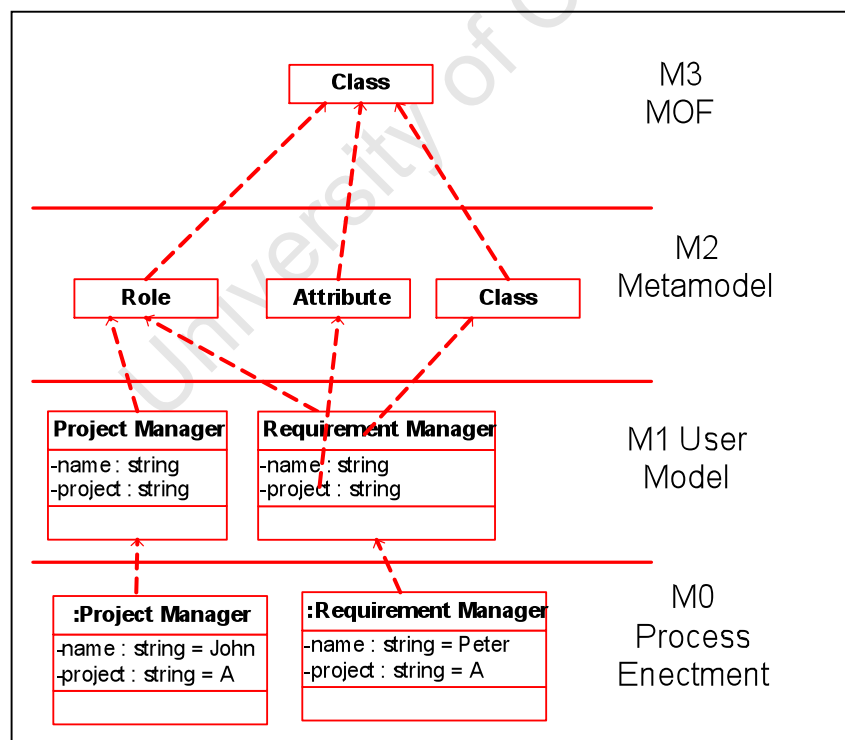 University of C
Class
M3
MOF
M2
Metamodel
Role
Attribute
Class
Project Manager
-name : string
-project : string
Requirement Manager
-name : string
-project : string
M1 User
Model
:Project Manager
-name : string = John
-project : string = A
:Requirement Manager
-name : string = Peter
-project : string = A
M0
Process
Enectment